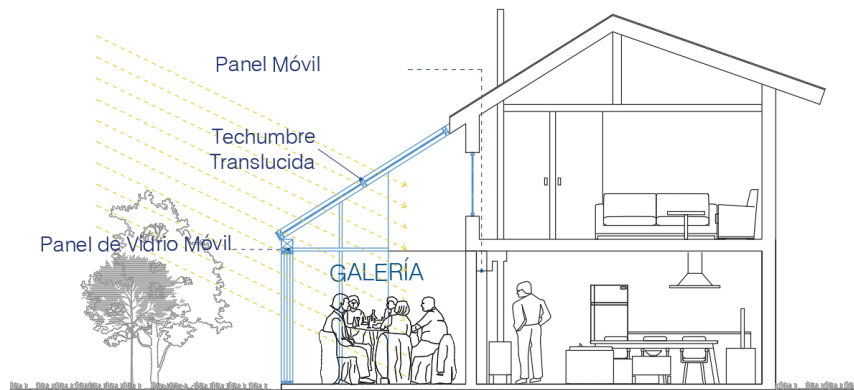 Panel Móvil
Techumbre
Translucida
Panel de Vidrio Móvil
GALERÍA